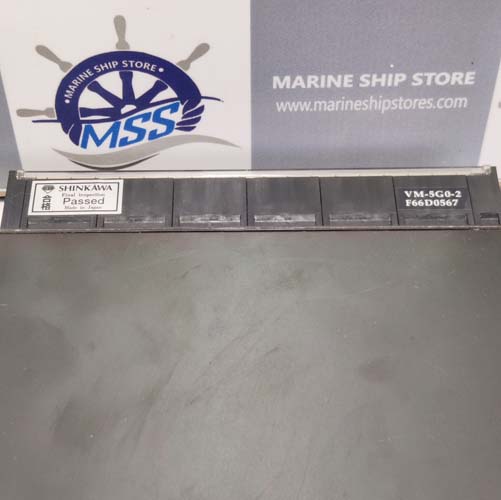 MARINE SHIP STORE
MSS
MARINE SHIP STORE
www.marineshipstores.com
SHINKAWA
Final Inspection
合格
Passed
Made in Japan
VM-5G0-2
F66D0567